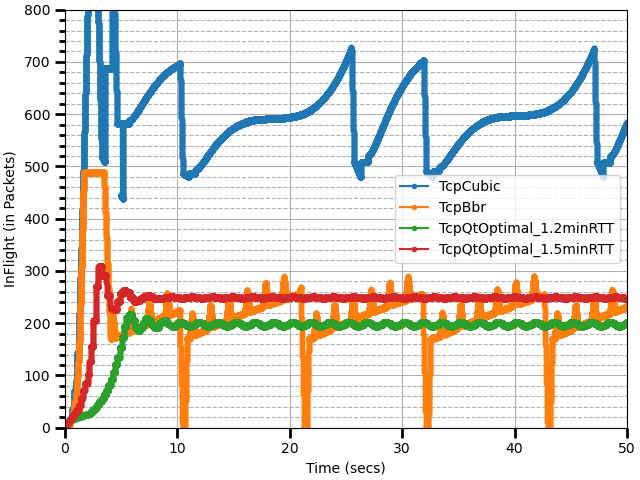 800
700
600
500
400
300
200
100
0
InFlight (in Packets)
TcpCubic
TcpBbr
TcpQtOptimal_1.2minRTT
TcpQtOptimal_1.5minRTT
0 10 20 30 40 50
Time (secs)